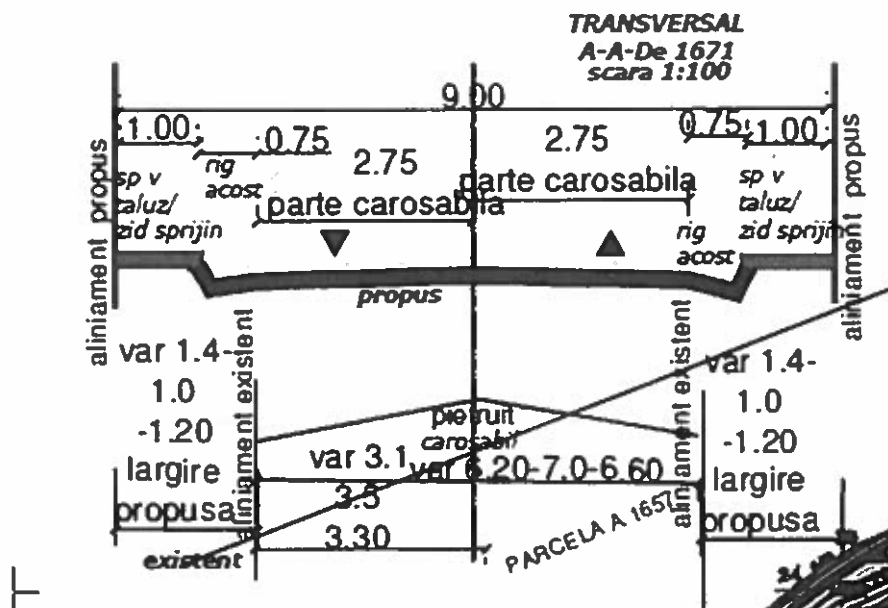 TRANSVERSAL
A-A-De 1671
scara 1:100
9.00
1.00
0.75
2.75
2.75
0.75
1.00
aliniament propus
sp v
taluz/
zid sprijin
rig
acost
parte carosabila
parte carosabila
rig
acost
sp v
taluz/
zid sprijin
aliniament propus
propus
var 1.4-
1.0
-1.20
largire
propusa
aliniament existent
pietruit
carosabil
var 3.1
3.5
3.30
var 6.20-7.0-6.60
aliniament existent
var 1.4-
1.0
-1.20
largire
propusa
existent
PARCELA A 1657